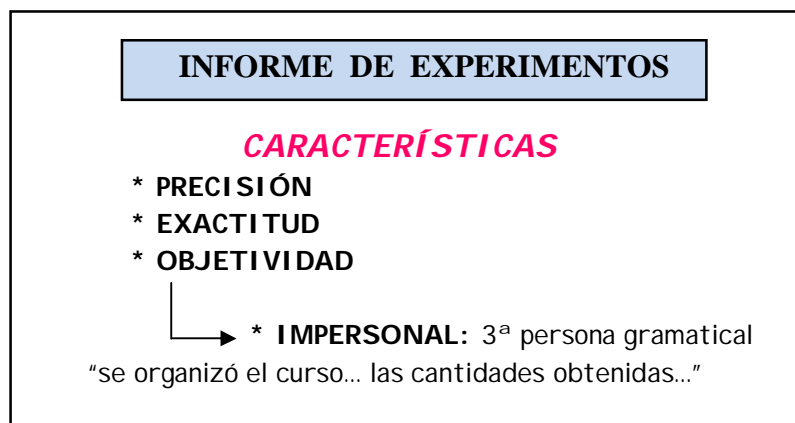 INFORME DE EXPERIMENTOS
CARACTERÍSTICAS
* PRECISIÓN
* EXACTITUD
* OBJETIVIDAD
* IMPERSONAL: 3ª persona gramatical
“se organizó el curso... las cantidades obtenidas...”